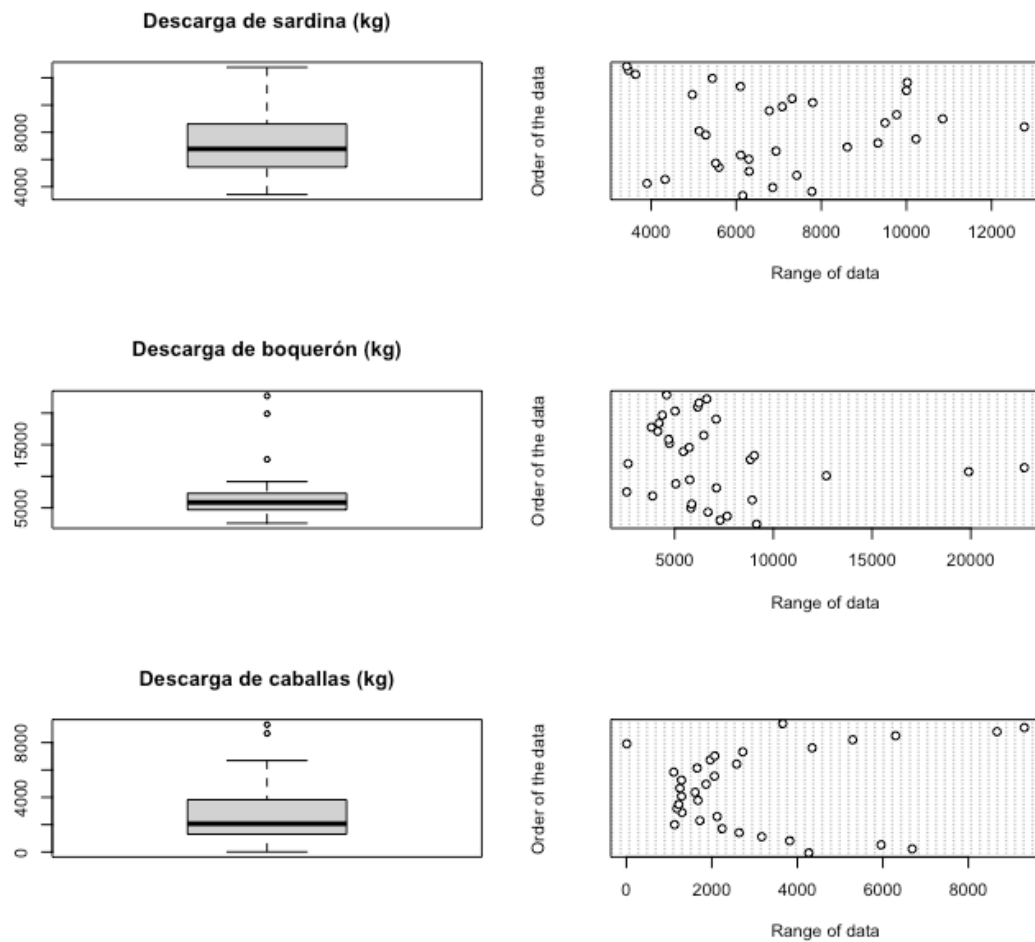 Descarga de sardina (kg)
8000
4000
Order of the data
4000 6000 8000 10000 12000
Range of data
Descarga de boquerón (kg)
15000
5000
Order of the data
5000 10000 15000 20000
Range of data
Descarga de caballas (kg)
8000
4000
0
Order of the data
0 2000 4000 6000 8000
Range of data